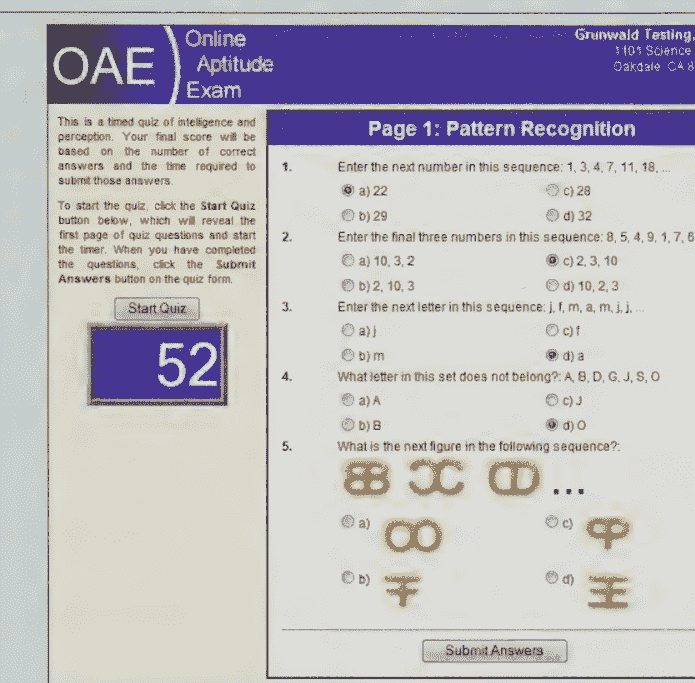 OAE
Online
Aptitude
Exam
Grunwald Testing,
1101 Science
Oakdale CA 8
This is a timed quiz of intelligence and
perception. Your final score will be
based on the number of correct
answers and the time required to
submit those answers.
To start the quiz, click the Start Quiz
button below, which will reveal the
first page of quiz questions and start
the timer. When you have completed
the questions, click the Submit
Answers button on the quiz form.
Start Quiz
52
Page 1: Pattern Recognition
1. Enter the next number in this sequence: 1, 3, 4, 7, 11, 18, ...
a) 22 c) 28
b) 29 d) 32
2. Enter the final three numbers in this sequence: 8, 5, 4, 9, 1, 7, 6
a) 10, 3, 2 c) 2, 3, 10
b) 2, 10, 3 d) 10, 2, 3
3. Enter the next letter in this sequence: j, f, m, a, m, j, j, ...
a) j c) f
b) m d) a
4. What letter in this set does not belong?: A, B, D, G, J, S, O
a) A c) J
b) B d) O
5. What is the next figure in the following sequence?:
...
a) c)
b) d)
Submit Answers